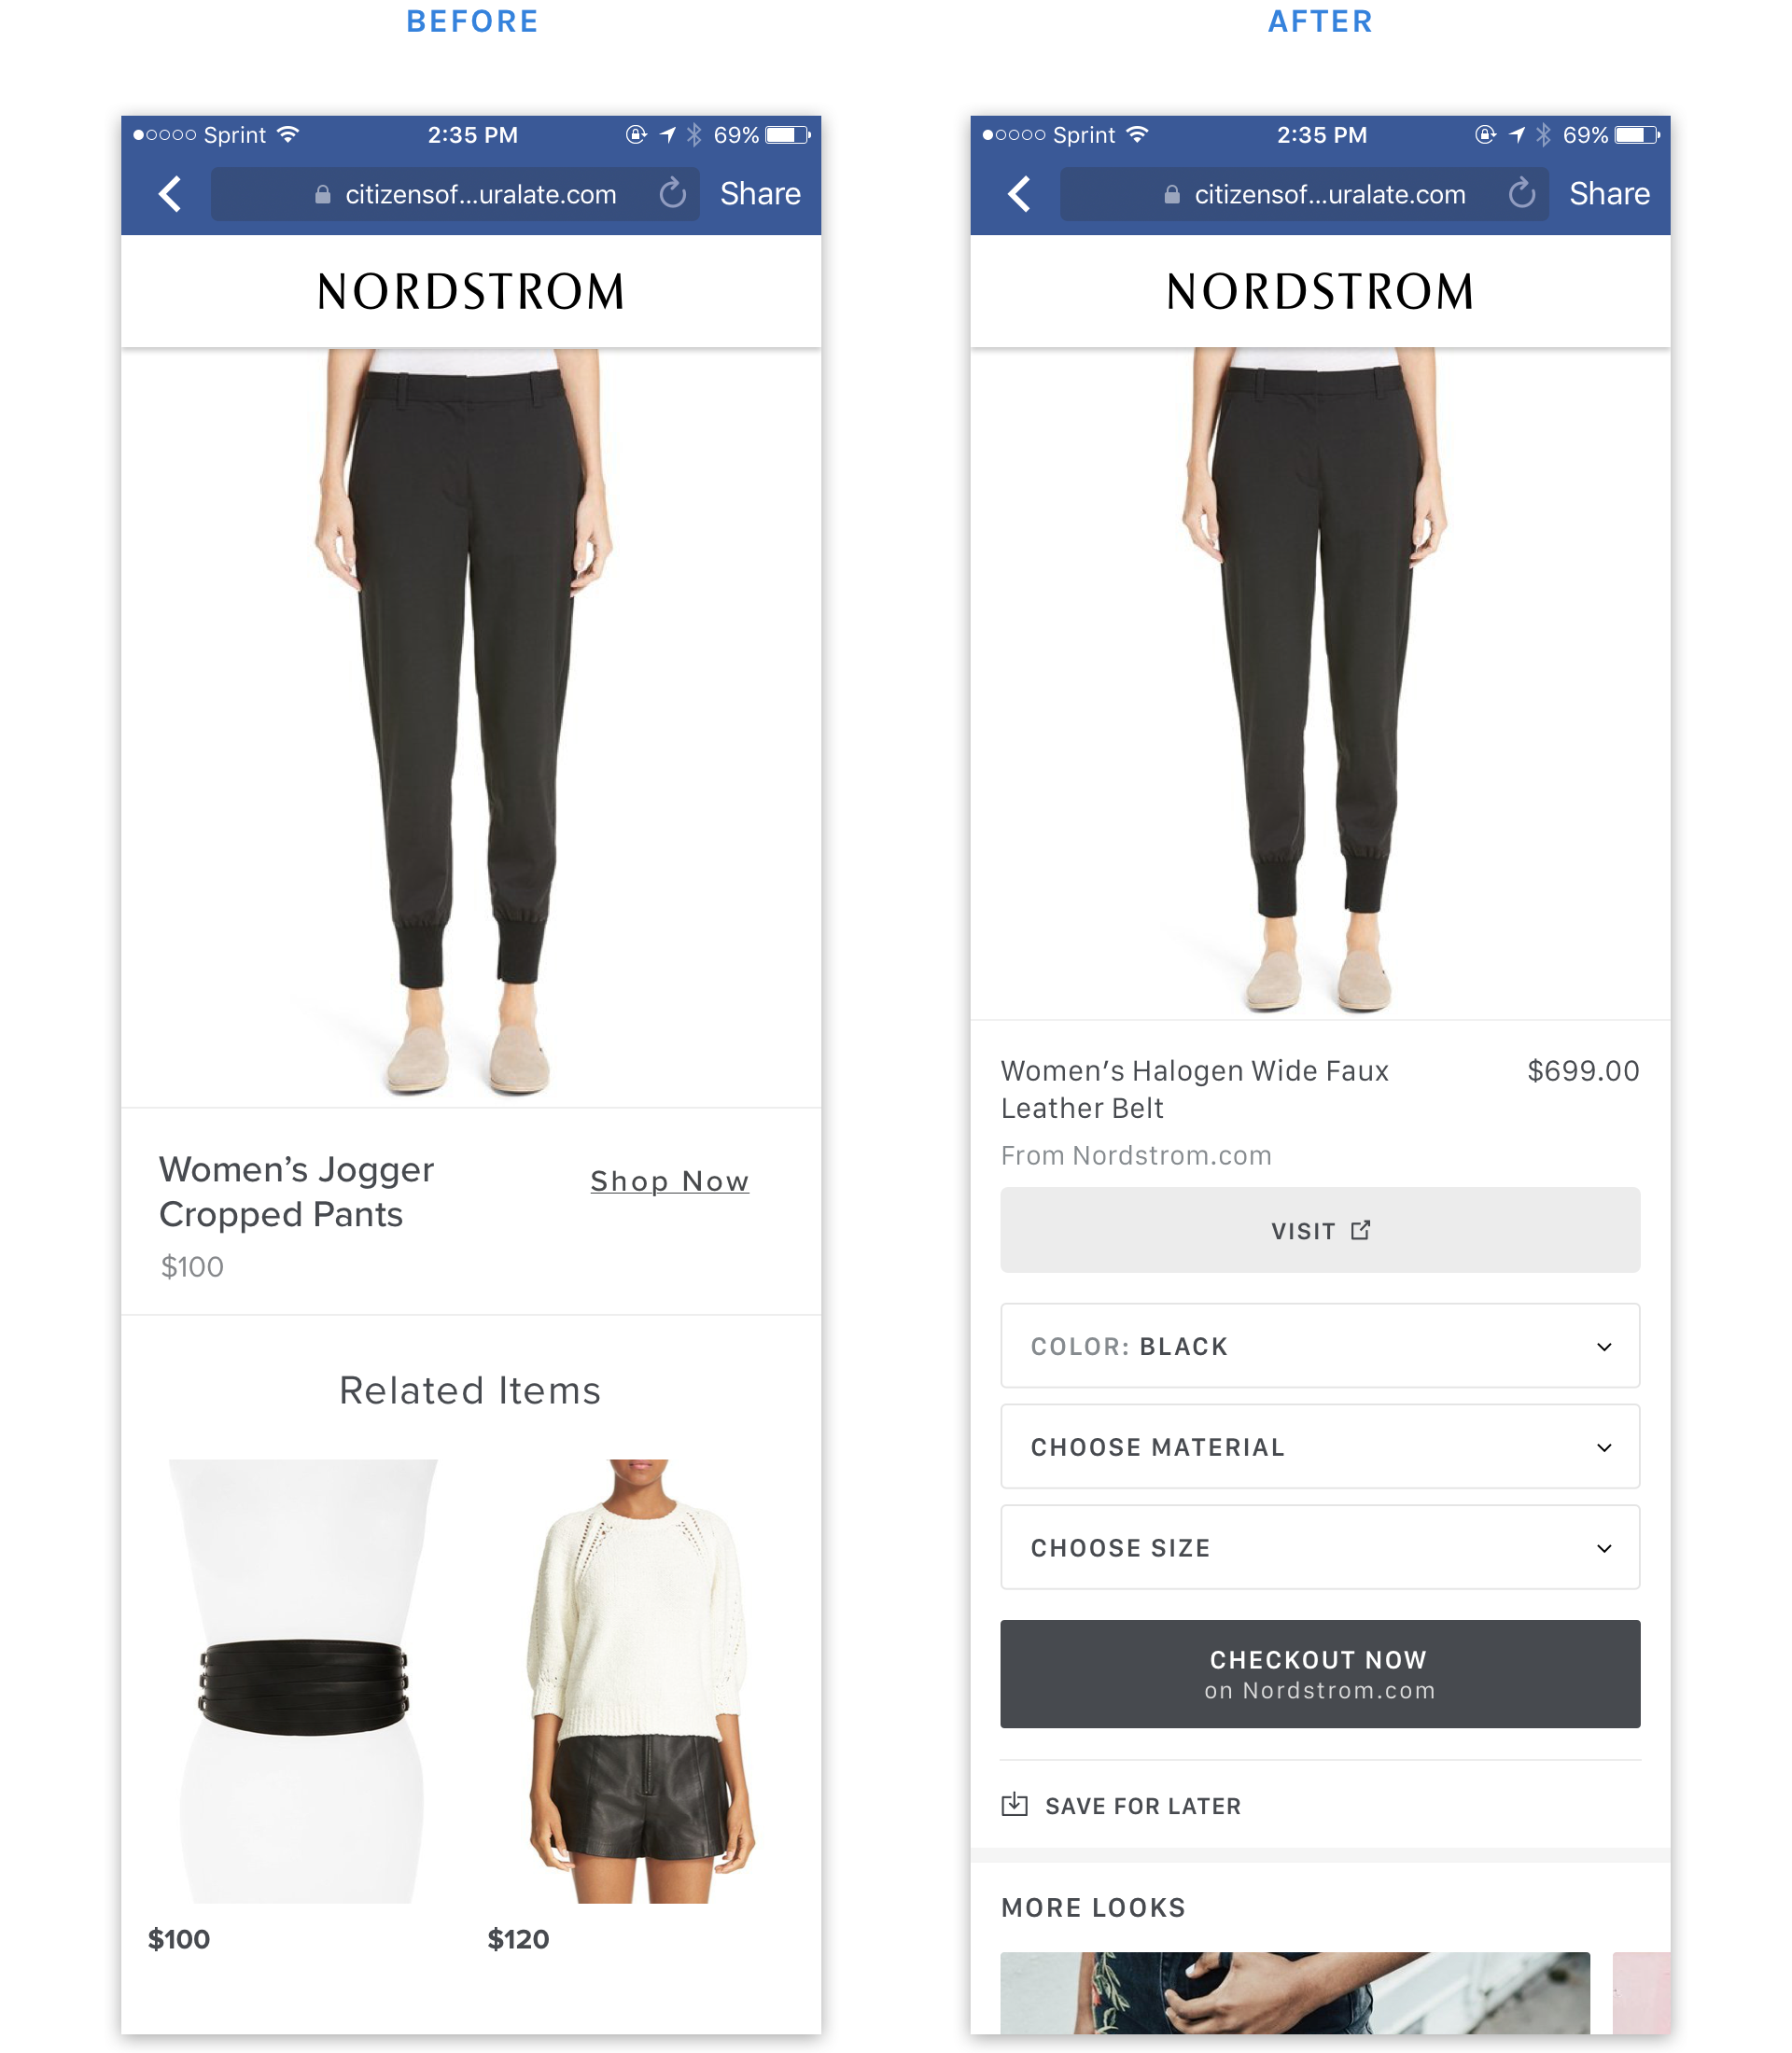 BEFORE
Sprint 2:35 PM 69%
citizensof...uralate.com Share
NORDSTROM
Women’s Jogger
Cropped Pants
Shop Now
$100
Related Items
$100 $120
AFTER
Sprint 2:35 PM 69%
citizensof...uralate.com Share
NORDSTROM
Women’s Halogen Wide Faux
Leather Belt
$699.00
From Nordstrom.com
VISIT
COLOR: BLACK
CHOOSE MATERIAL
CHOOSE SIZE
CHECKOUT NOW
on Nordstrom.com
SAVE FOR LATER
MORE LOOKS